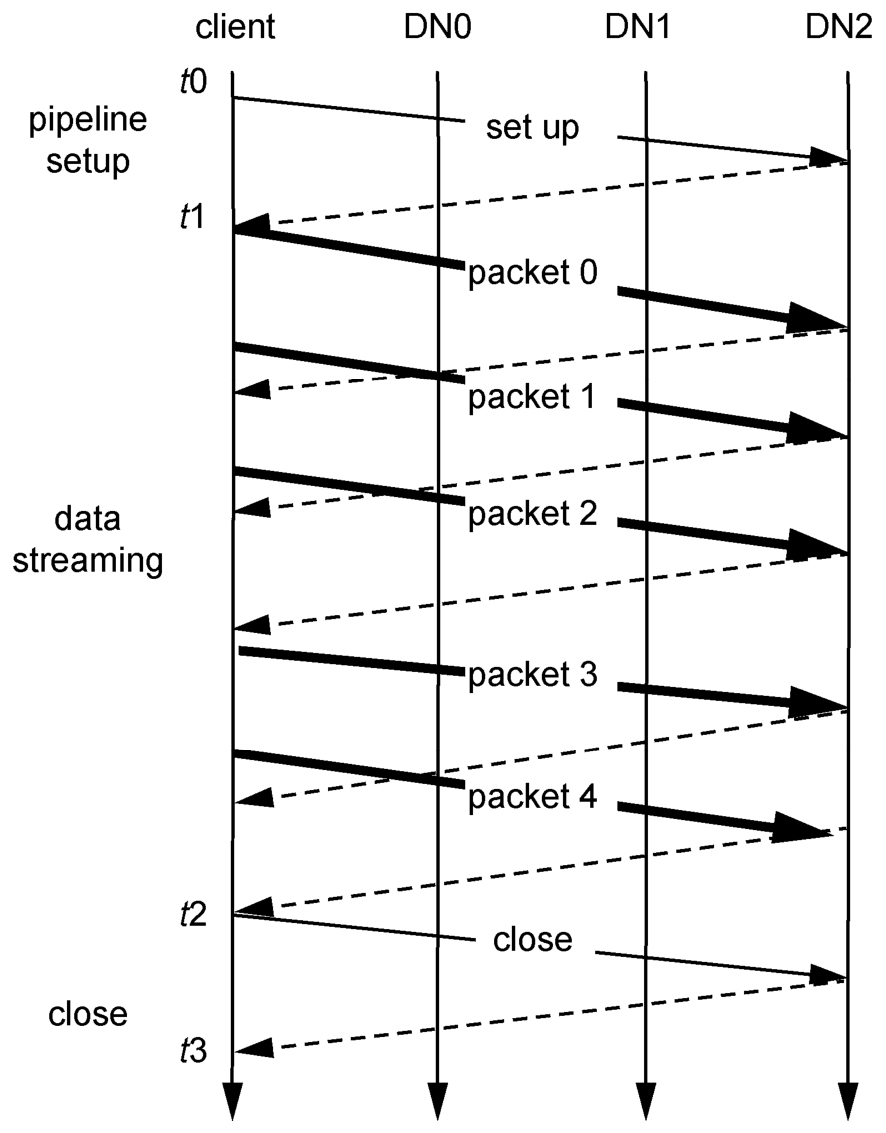 client DN0 DN1 DN2
t0
pipeline
setup
set up
t1
packet 0
packet 1
data
streaming
packet 2
packet 3
packet 4
t2
close
close
t3